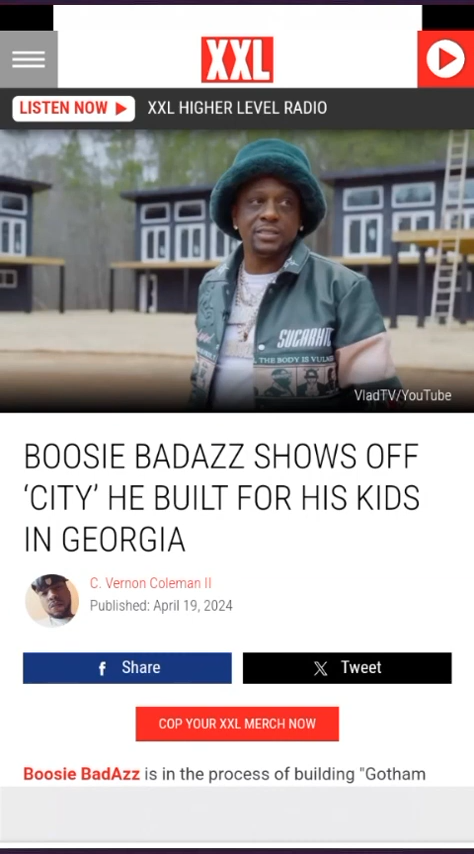 XXL
LISTEN NOW
XXL HIGHER LEVEL RADIO
SUCARHIT
THE BODY IS VULNE
VladTV/YouTube
BOOSIE BADAZZ SHOWS OFF
‘CITY’ HE BUILT FOR HIS KIDS
IN GEORGIA
C. Vernon Coleman II
Published: April 19, 2024
f Share
X Tweet
COP YOUR XXL MERCH NOW
Boosie BadAzz is in the process of building "Gotham